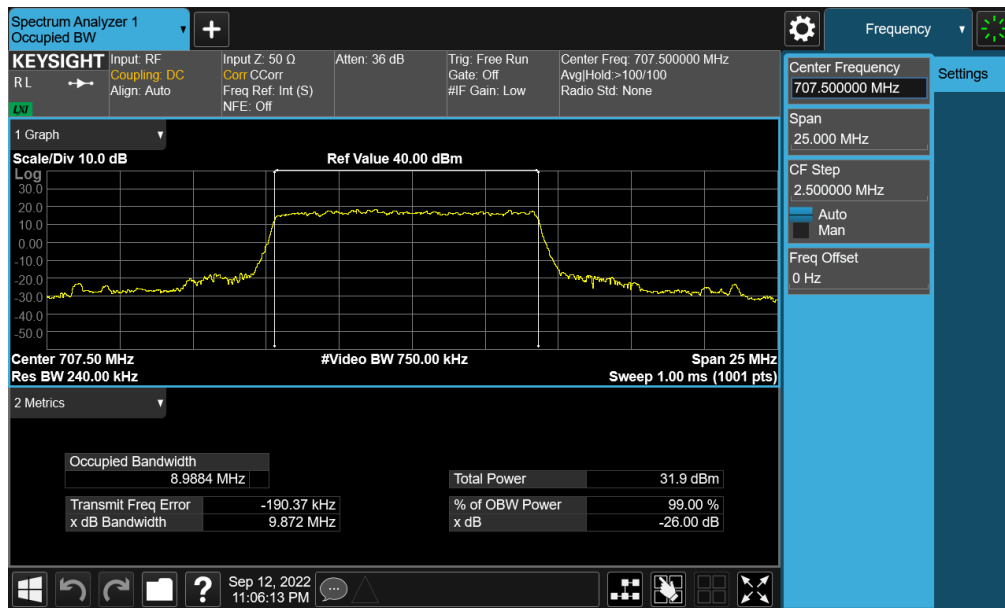 Spectrum Analyzer 1
Occupied BW
+
Frequency
KEYSIGHT
R L
LXI
Input: RF
Coupling: DC
Align: Auto
Input Z: 50 Ω
Corr CCorr
Freq Ref: Int (S)
NFE: Off
Atten: 36 dB
Trig: Free Run
Gate: Off
#IF Gain: Low
Center Freq: 707.500000 MHz
Avg|Hold:>100/100
Radio Std: None
Center Frequency
707.500000 MHz
Settings
Span
25.000 MHz
CF Step
2.500000 MHz
Auto
Man
Freq Offset
0 Hz
1 Graph
Scale/Div 10.0 dB
Ref Value 40.00 dBm
Log
30.0
20.0
10.0
0.00
-10.0
-20.0
-30.0
-40.0
-50.0
Center 707.50 MHz
#Video BW 750.00 kHz
Span 25 MHz
Res BW 240.00 kHz
Sweep 1.00 ms (1001 pts)
2 Metrics
Occupied Bandwidth
8.9884 MHz
Total Power 31.9 dBm
Transmit Freq Error -190.37 kHz
% of OBW Power 99.00 %
x dB Bandwidth 9.872 MHz
x dB -26.00 dB
?
Sep 12, 2022
11:06:13 PM